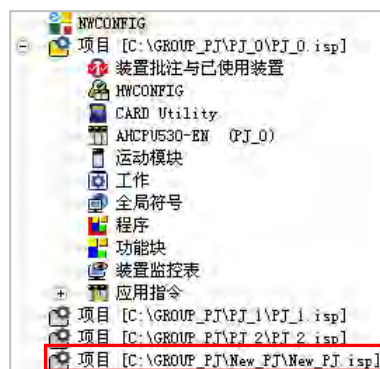 NWCONFIG
项目 [C:\GROUP_PJ\PJ_0\PJ_0.isp]
装置批注与已使用装置
HWCONFIG
CARD Utility
AHCPU530-EN (PJ_0)
运动模块
工作
全局符号
程序
功能块
装置监控表
应用指令
项目 [C:\GROUP_PJ\PJ_1\PJ_1.isp]
项目 [C:\GROUP_PJ\PJ_2\PJ_2.isp]
项目 [C:\GROUP_PJ\New_PJ\New_PJ.isp]